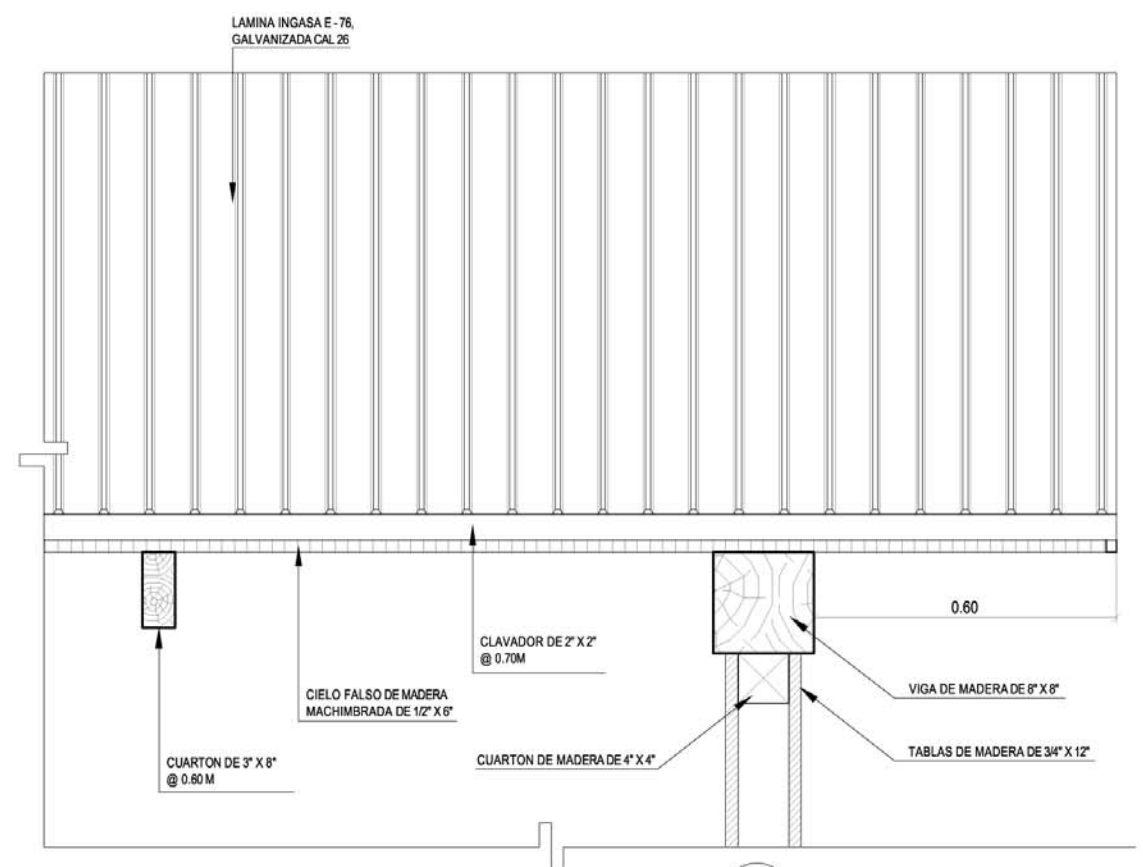 LAMINA INGASA E - 76,
GALVANIZADA CAL 26
0.60
CLAVADOR DE 2" X 2"
@ 0.70M
VIGA DE MADERA DE 8" X 8"
CIELO FALSO DE MADERA
MACHIMBRADA DE 1/2" X 6"
TABLAS DE MADERA DE 3/4" X 12"
CUARTON DE MADERA DE 4" X 4"
CUARTON DE 3" X 8"
@ 0.60 M